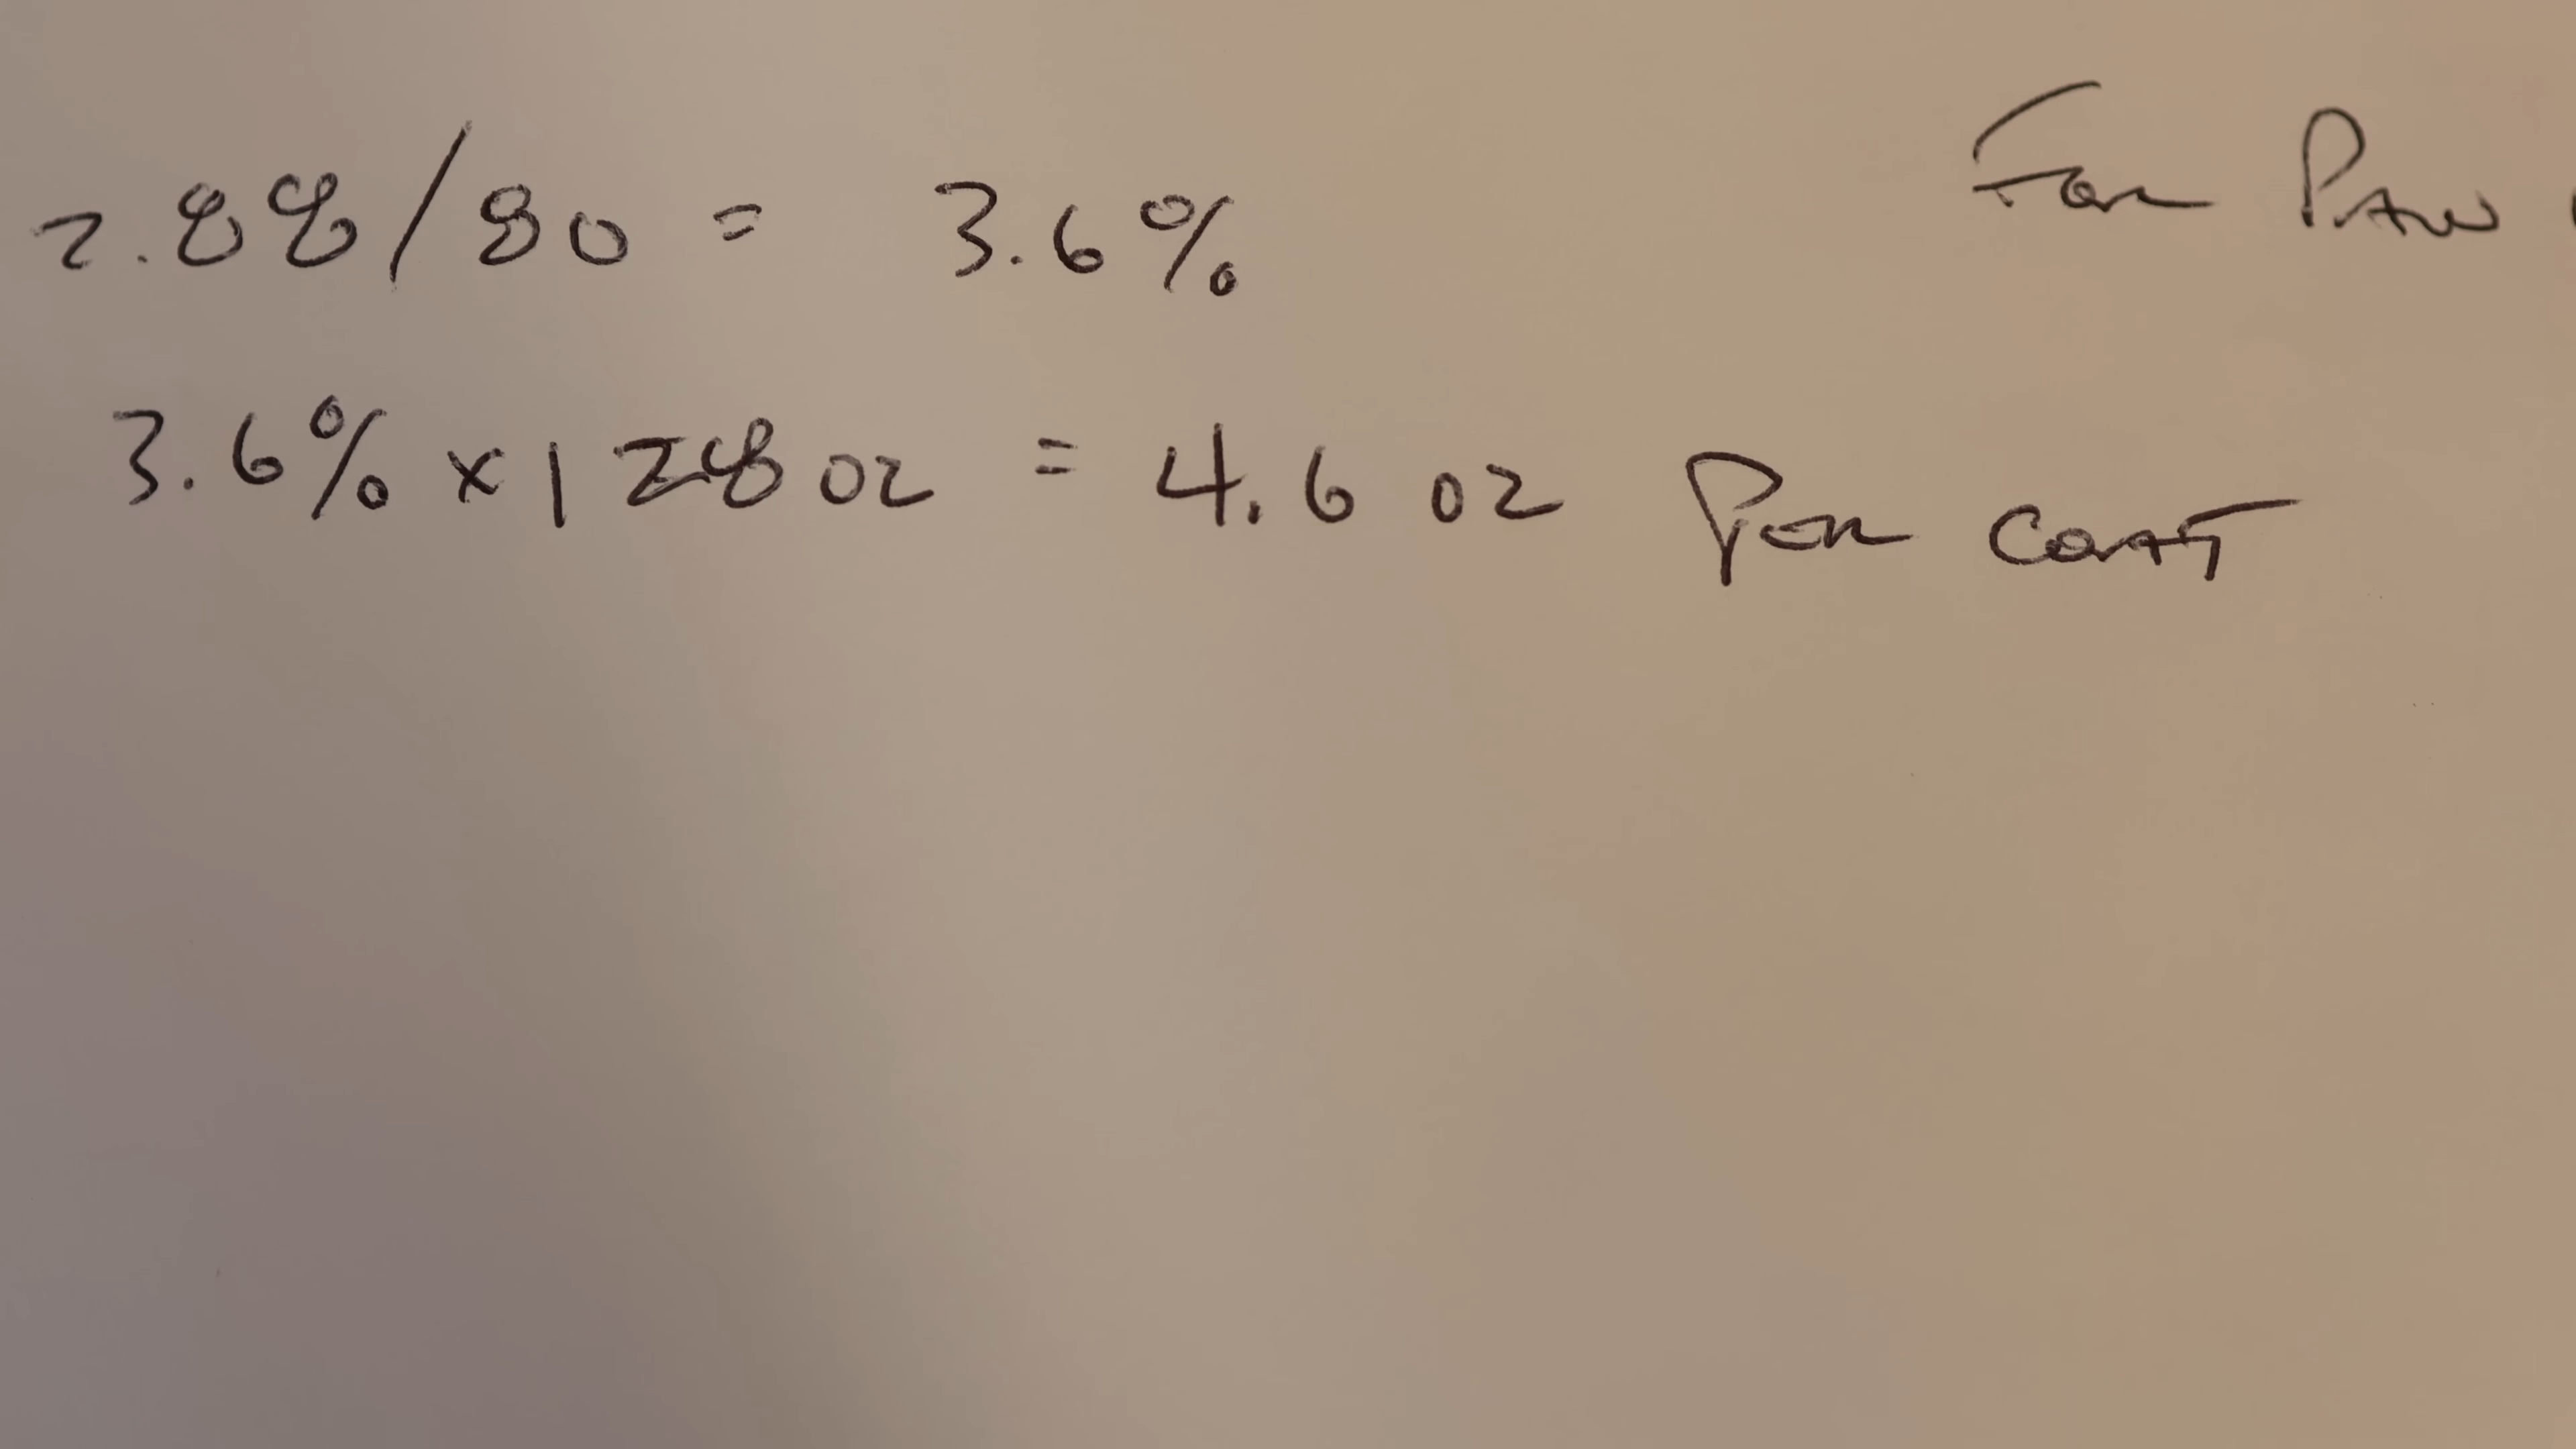 2.88/80 = 3.6%
For Paw
3.6% x 128 oz = 4.6 oz Per coat